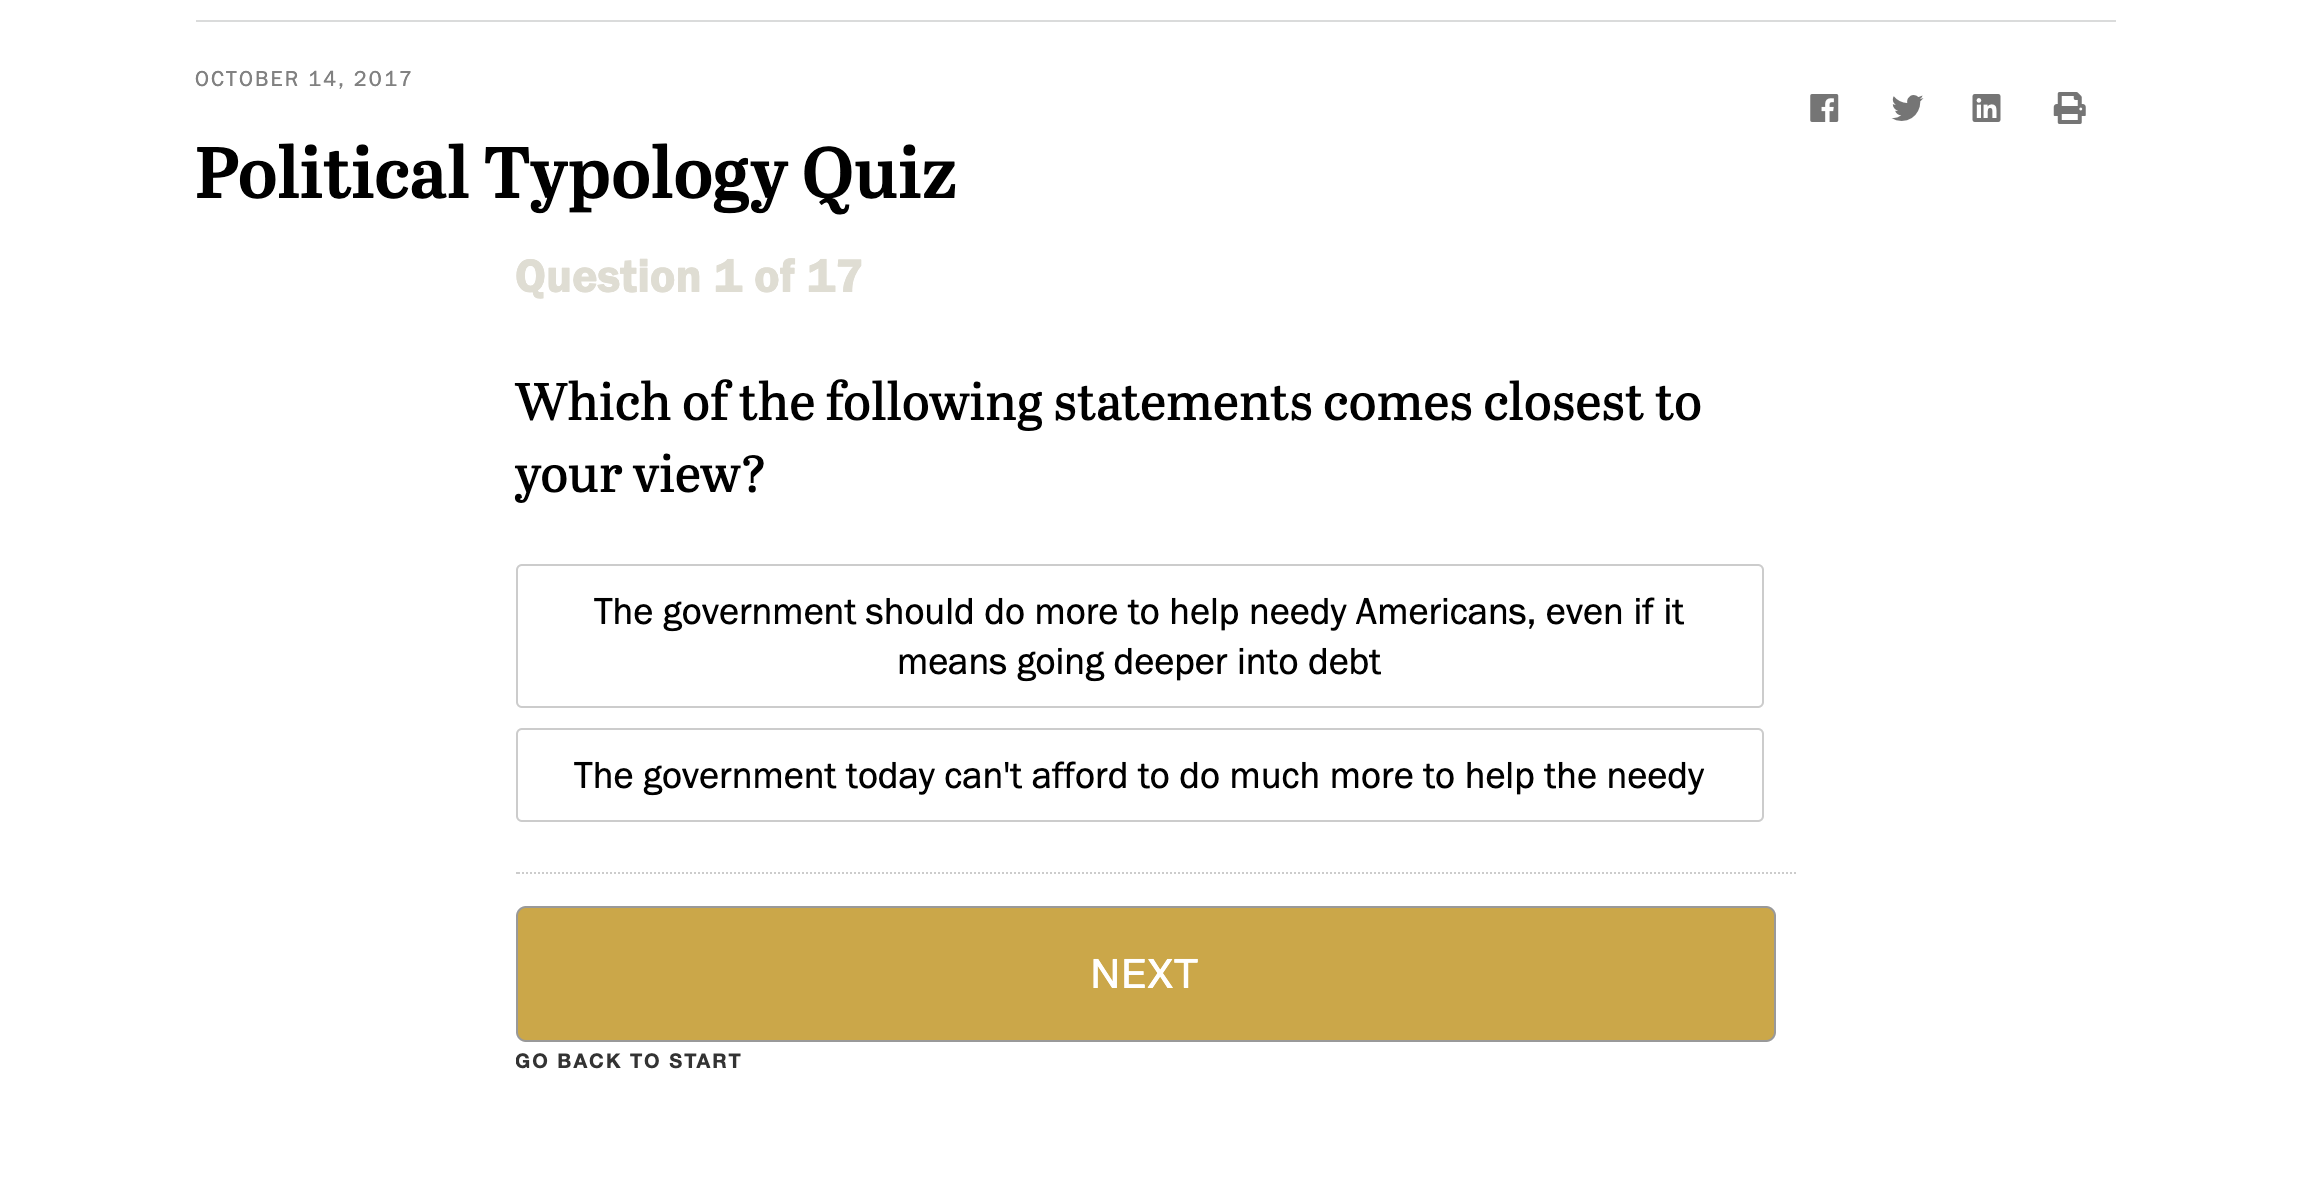 OCTOBER 14, 2017
Political Typology Quiz
Question 1 of 17
Which of the following statements comes closest to
your view?
The government should do more to help needy Americans, even if it
means going deeper into debt
The government today can't afford to do much more to help the needy
NEXT
GO BACK TO START